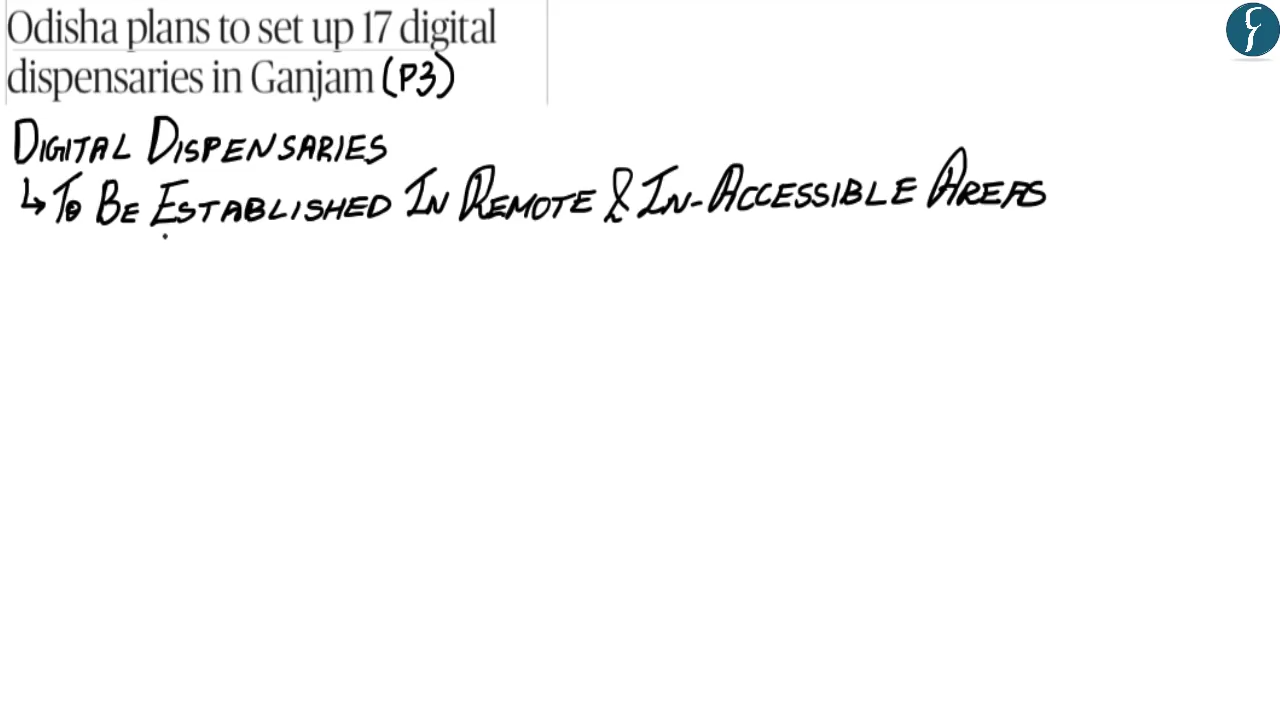 Odisha plans to set up 17 digital
dispensaries in Ganjam (P3)
DIGITAL DISPENSARIES
↳ TO BE ESTABLISHED IN REMOTE & IN-ACCESSIBLE AREAS